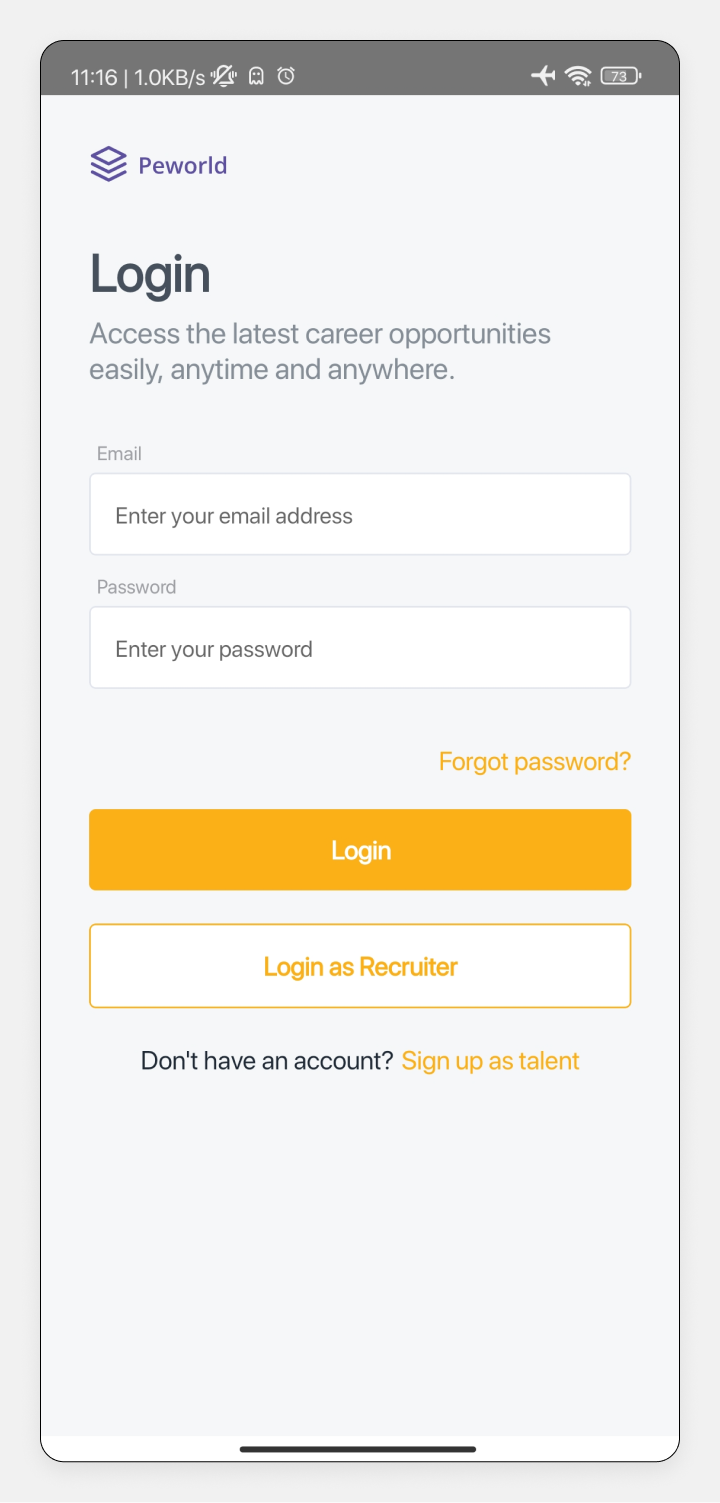 11:16 | 1.0KB/s
73
Peworld
Login
Access the latest career opportunities
easily, anytime and anywhere.
Email
Enter your email address
Password
Enter your password
Forgot password?
Login
Login as Recruiter
Don't have an account? Sign up as talent